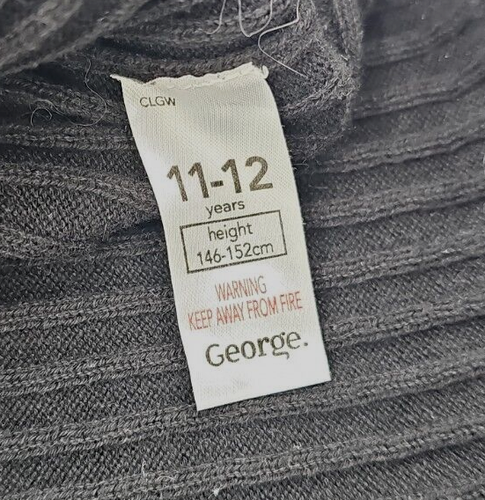 CLGW
11-12
years
height
146-152cm
WARNING
KEEP AWAY FROM FIRE
George.